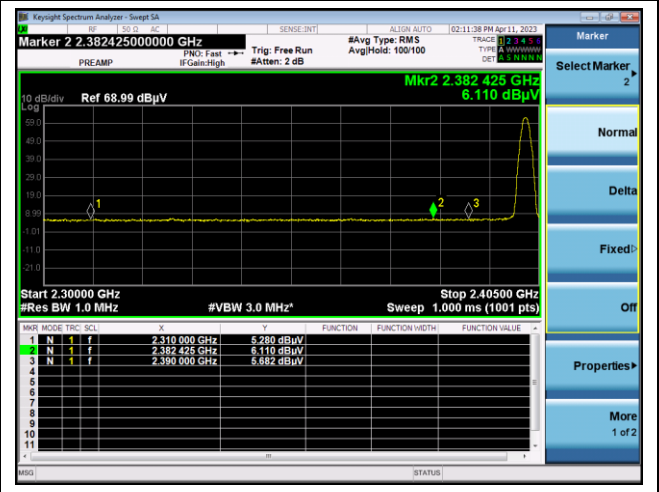 Keysight Spectrum Analyzer - Swept SA
RF 50 Ω AC SENSE:INT ALIGN AUTO 02:11:38 PM Apr 11, 2023
Marker 2 2.382425000000 GHz #Avg Type: RMS TRACE 1 2 3 4 5 6
PNO: Fast Trig: Free Run Avg|Hold: 100/100 TYPE A WWWWW
PREAMP IFGain:High #Atten: 2 dB DET A S N N N N
Mkr2 2.382 425 GHz
10 dB/div Ref 68.99 dBµV 6.110 dBµV
Log
59.0
49.0
39.0
29.0
19.0
8.99
-1.01
-11.0
-21.0
1
2
3
Start 2.30000 GHz Stop 2.40500 GHz
#Res BW 1.0 MHz #VBW 3.0 MHz* Sweep 1.000 ms (1001 pts)
MKR MODE TRC SCL X Y FUNCTION FUNCTION WIDTH FUNCTION VALUE
1 N 1 f 2.310 000 GHz 5.280 dBµV
2 N 1 f 2.382 425 GHz 6.110 dBµV
3 N 1 f 2.390 000 GHz 5.682 dBµV
4
5
6
7
8
9
10
11
MSG STATUS
Marker
Select Marker
2
Normal
Delta
Fixed
Off
Properties
More
1 of 2